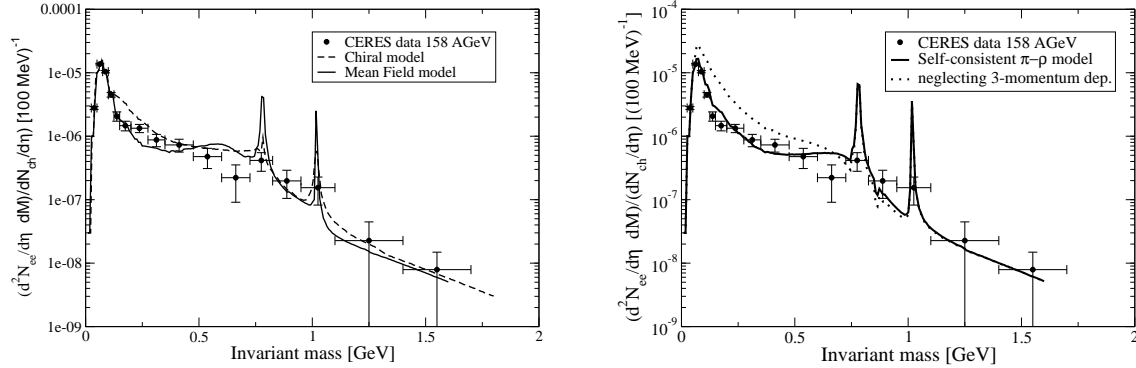 0.0001
1e-05
1e-06
1e-07
1e-08
1e-09
(d²N_ee/dη dM)/dN_ch/dη) [100 MeV)⁻¹
CERES data 158 AGeV
Chiral model
Mean Field model
0 0.5 1 1.5 2
Invariant mass [GeV]
10⁻⁴
10⁻⁵
10⁻⁶
10⁻⁷
10⁻⁸
10⁻⁹
(d²N_ee/dη dM)/(dN_ch/dη) [(100 MeV)⁻¹]
CERES data 158 AGeV
Self-consistent π−ρ model
neglecting 3-momentum dep.
0 0.5 1 1.5 2
Invariant mass [GeV]